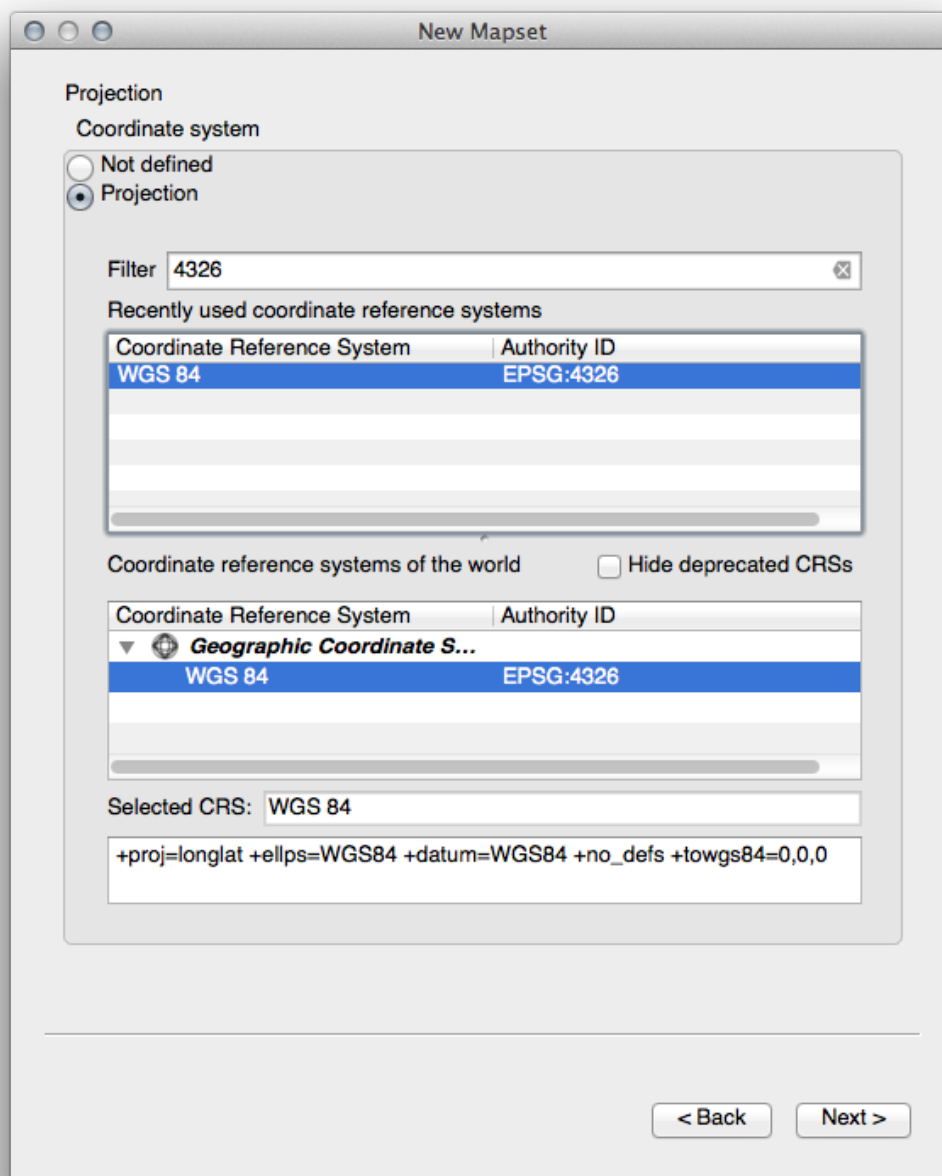 New Mapset
Projection
Coordinate system
Not defined
Projection
Filter 4326
Recently used coordinate reference systems
Coordinate Reference System Authority ID
WGS 84 EPSG:4326
Coordinate reference systems of the world Hide deprecated CRSs
Coordinate Reference System Authority ID
Geographic Coordinate S...
WGS 84 EPSG:4326
Selected CRS: WGS 84
+proj=longlat +ellps=WGS84 +datum=WGS84 +no_defs +towgs84=0,0,0
< Back Next >